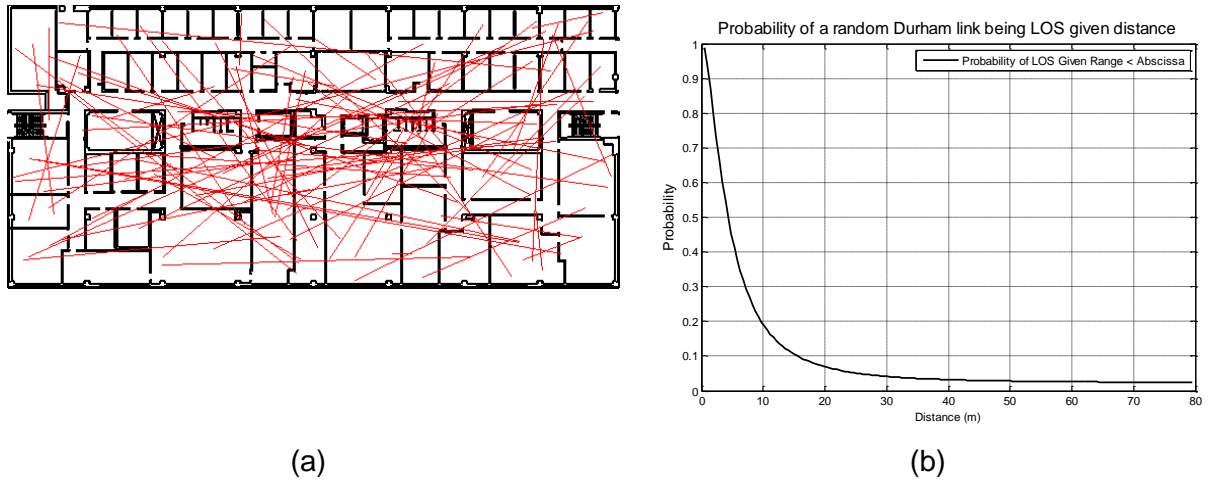 Probability of a random Durham link being LOS given distance
Probability of LOS Given Range < Abscissa
1
0.9
0.8
0.7
0.6
0.5
0.4
0.3
0.2
0.1
0
Probability
0 10 20 30 40 50 60 70 80
Distance (m)
(a) (b)